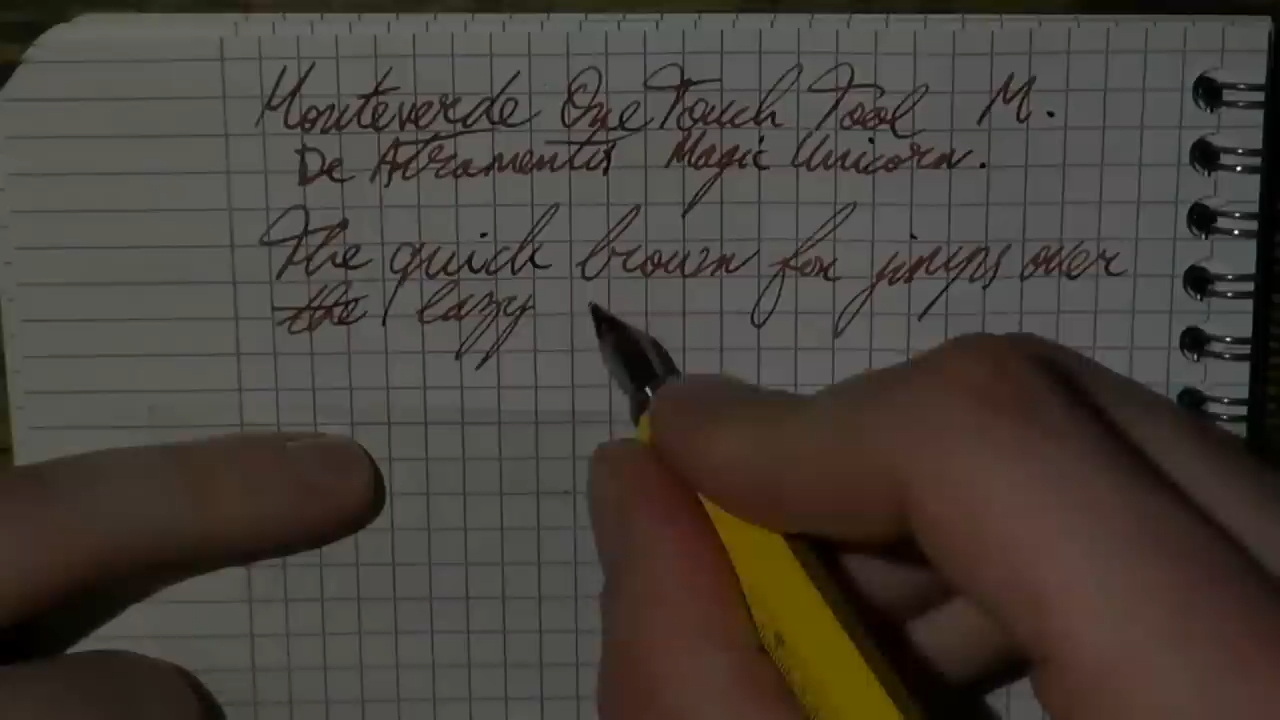 Monteverde One Touch Tool M.
De Atramentis Magic Unicorn.
The quick brown fox jumps over
the lazy